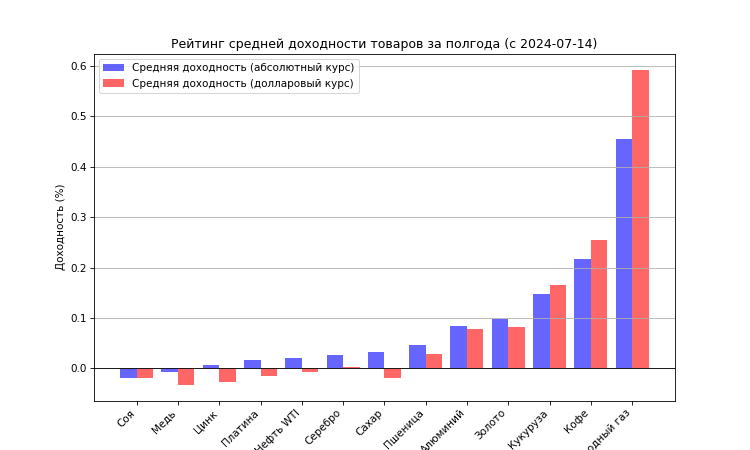 Рейтинг средней доходности товаров за полгода (с 2024-07-14)
Средняя доходность (абсолютный курс)
Средняя доходность (долларовый курс)
Доходность (%)
0.6
0.5
0.4
0.3
0.2
0.1
0.0
Соя
Медь
Цинк
Платина
Нефть WTI
Серебро
Сахар
Пшеница
Алюминий
Золото
Кукуруза
Кофе
газ